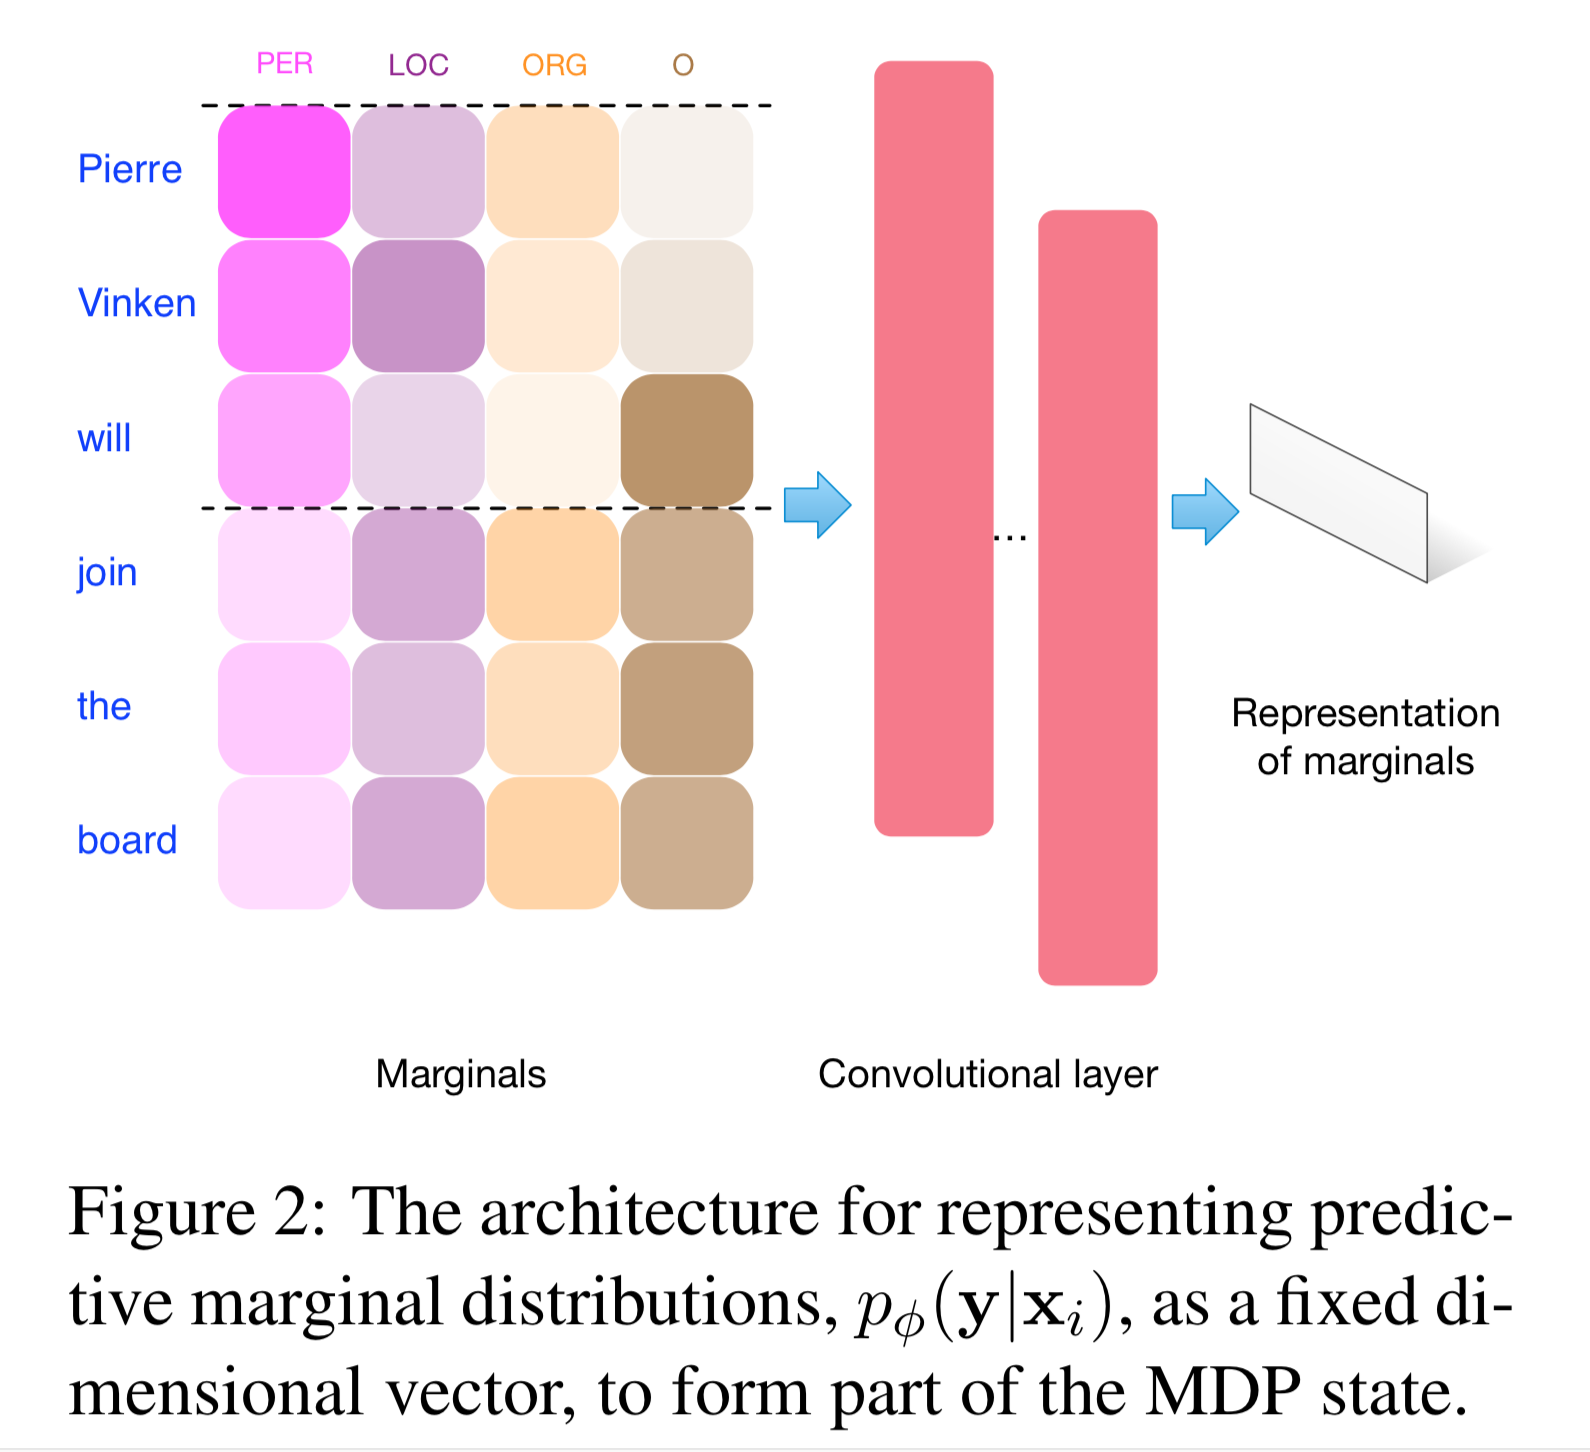 PER LOC ORG O
Pierre
Vinken
will
join
the
board
...
Representation
of marginals
Marginals
Convolutional layer
Figure 2: The architecture for representing predic-
tive marginal distributions, pϕ(y|xi), as a fixed di-
mensional vector, to form part of the MDP state.